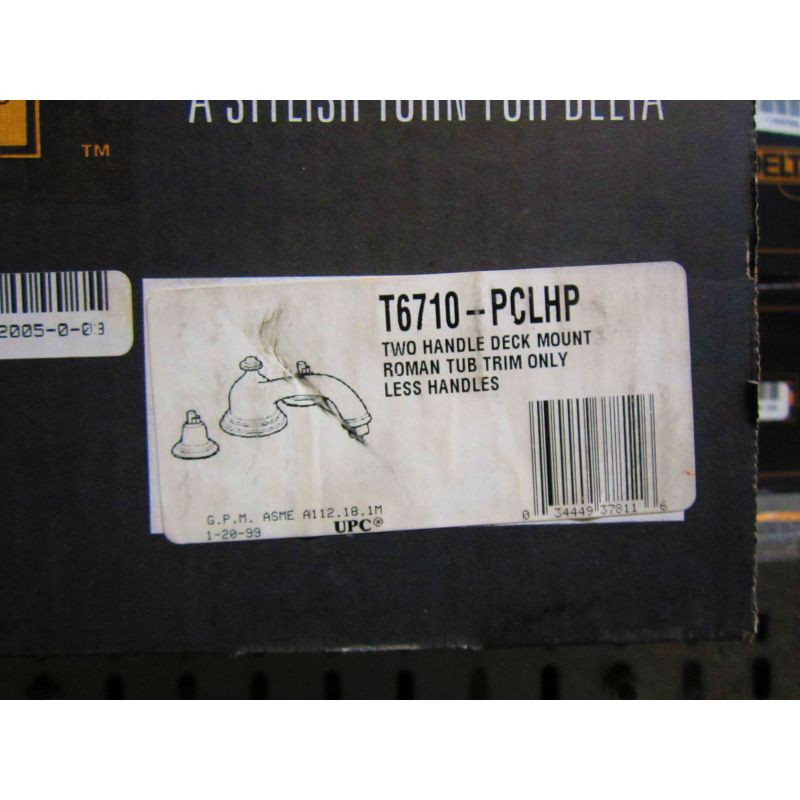 A STYLISH TURN FOR DELTA
TM
DELT
2005-0-03
T6710--PCLHP
TWO HANDLE DECK MOUNT
ROMAN TUB TRIM ONLY
LESS HANDLES
G.P.M. ASME A112.18.1M
1-20-99
UPC®
0 34449 37811 6